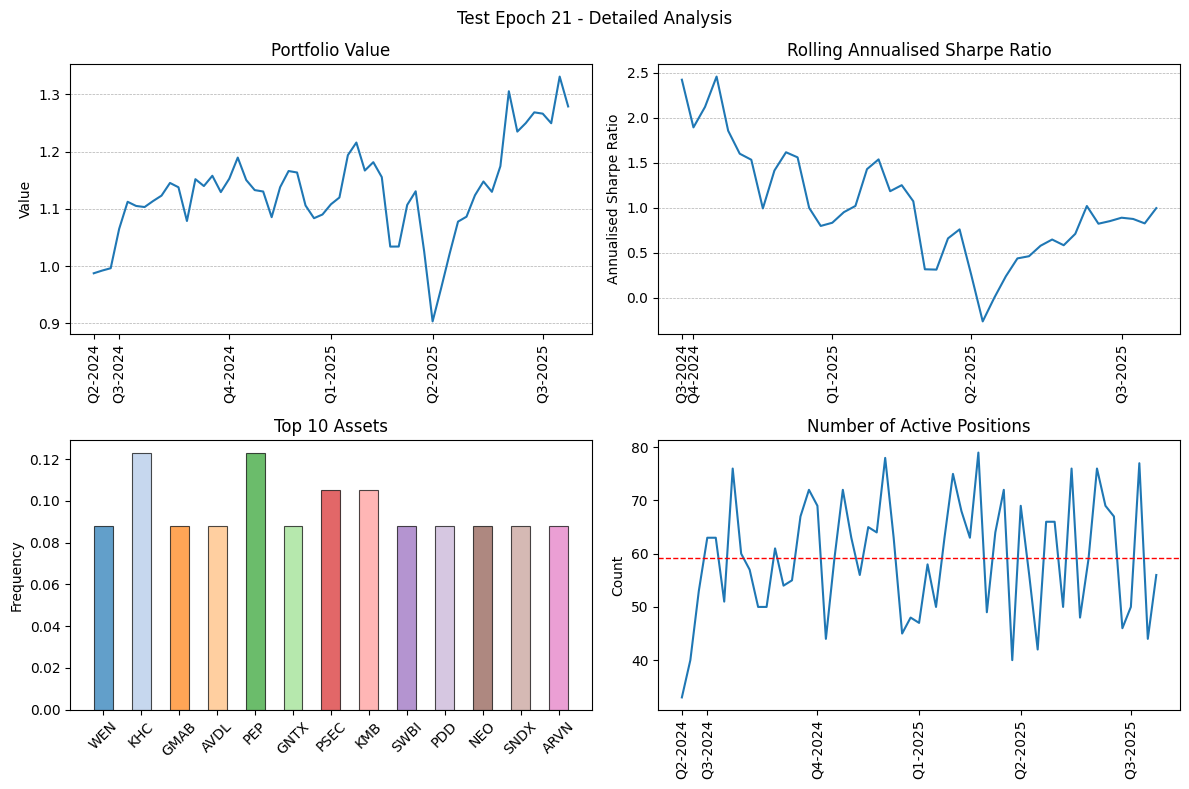 Test Epoch 21 - Detailed Analysis
Portfolio Value
Value
1.3
1.2
1.1
1.0
0.9
Q2-2024
Q3-2024
Q4-2024
Q1-2025
Q2-2025
Q3-2025
Rolling Annualised Sharpe Ratio
Annualised Sharpe Ratio
2.5
2.0
1.5
1.0
0.5
0.0
Q3-2024
Q4-2024
Q1-2025
Q2-2025
Q3-2025
Top 10 Assets
Frequency
0.12
0.10
0.08
0.06
0.04
0.02
0.00
WEN
KHC
GMAB
AVDL
PEP
GNTX
PSEC
KMB
SWBI
PDD
NEO
SNDX
ARVN
Number of Active Positions
Count
80
70
60
50
40
Q2-2024
Q3-2024
Q4-2024
Q1-2025
Q2-2025
Q3-2025